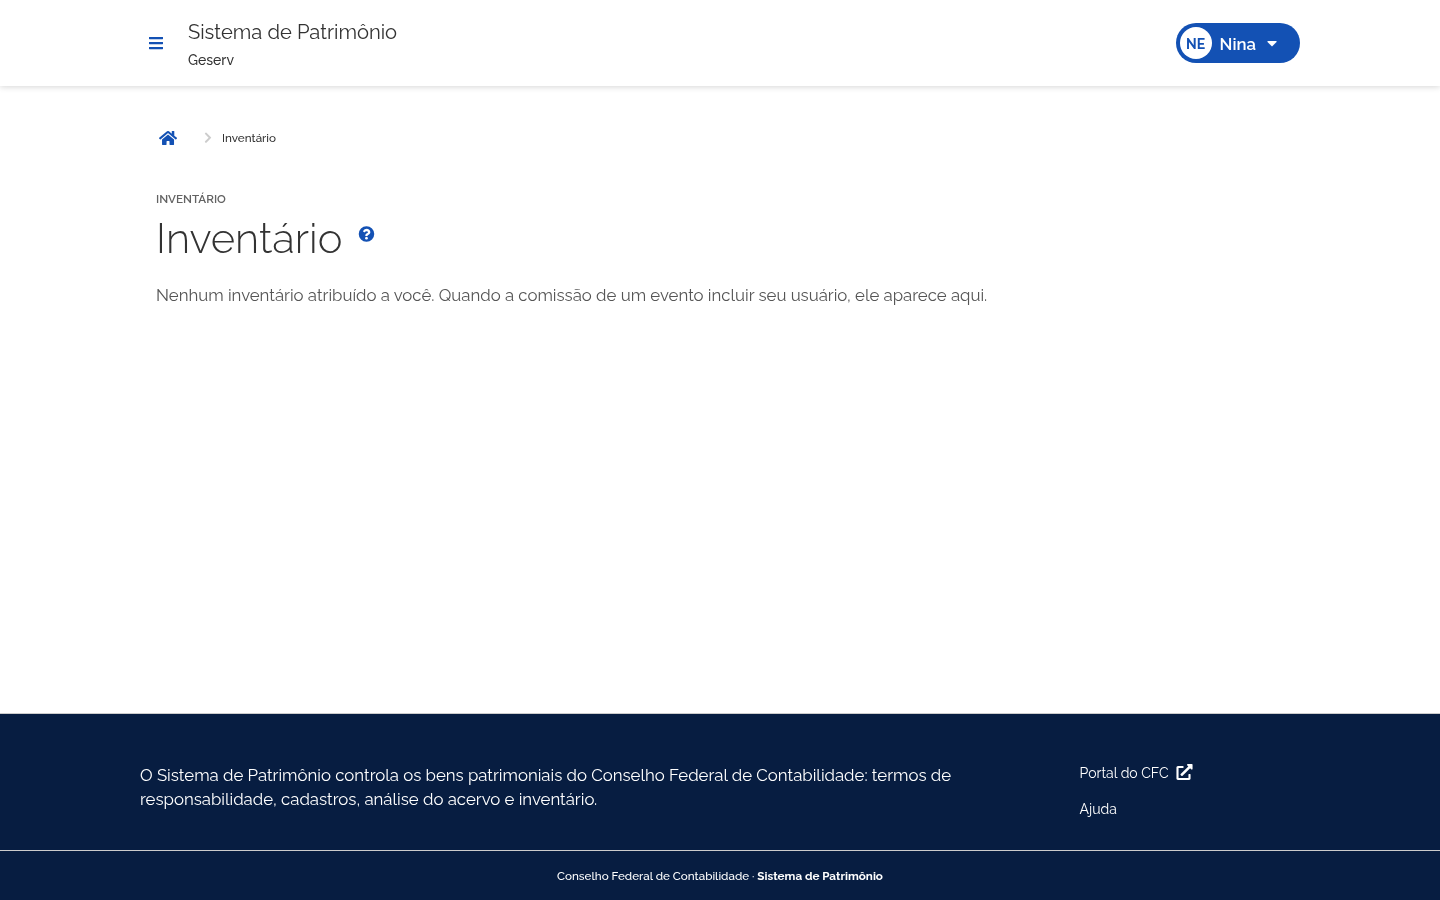 Sistema de Patrimônio
Geserv
NE Nina
Inventário
INVENTÁRIO
Inventário
Nenhum inventário atribuído a você. Quando a comissão de um evento incluir seu usuário, ele aparece aqui.
O Sistema de Patrimônio controla os bens patrimoniais do Conselho Federal de Contabilidade: termos de
responsabilidade, cadastros, análise do acervo e inventário.
Portal do CFC
Ajuda
Conselho Federal de Contabilidade · Sistema de Patrimônio